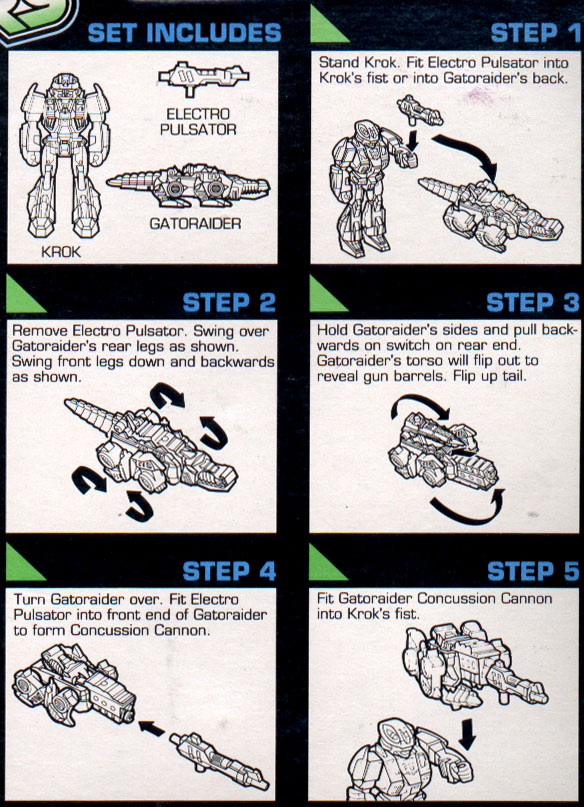 SET INCLUDES
ELECTRO
PULSATOR
GATORAIDER
KROK
STEP 1
Stand Krok. Fit Electro Pulsator into
Krok's fist or into Gatoraider's back.
STEP 2
Remove Electro Pulsator. Swing over
Gatoraider's rear legs as shown.
Swing front legs down and backwards
as shown.
STEP 3
Hold Gatoraider's sides and pull back-
wards on switch on rear end.
Gatoraider's torso will flip out to
reveal gun barrels. Flip up tail.
STEP 4
Turn Gatoraider over. Fit Electro
Pulsator into front end of Gatoraider
to form Concussion Cannon.
STEP 5
Fit Gatoraider Concussion Cannon
into Krok's fist.